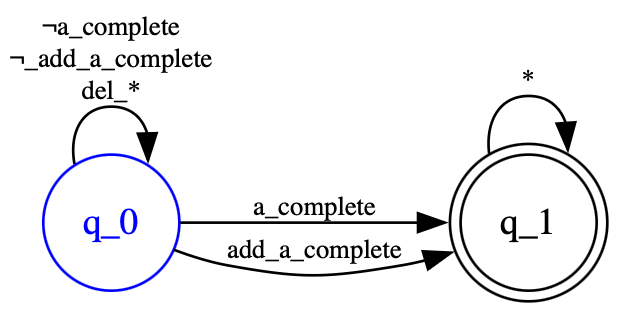 ¬a_complete
¬_add_a_complete
del_*
*
a_complete
add_a_complete
q_0
q_1